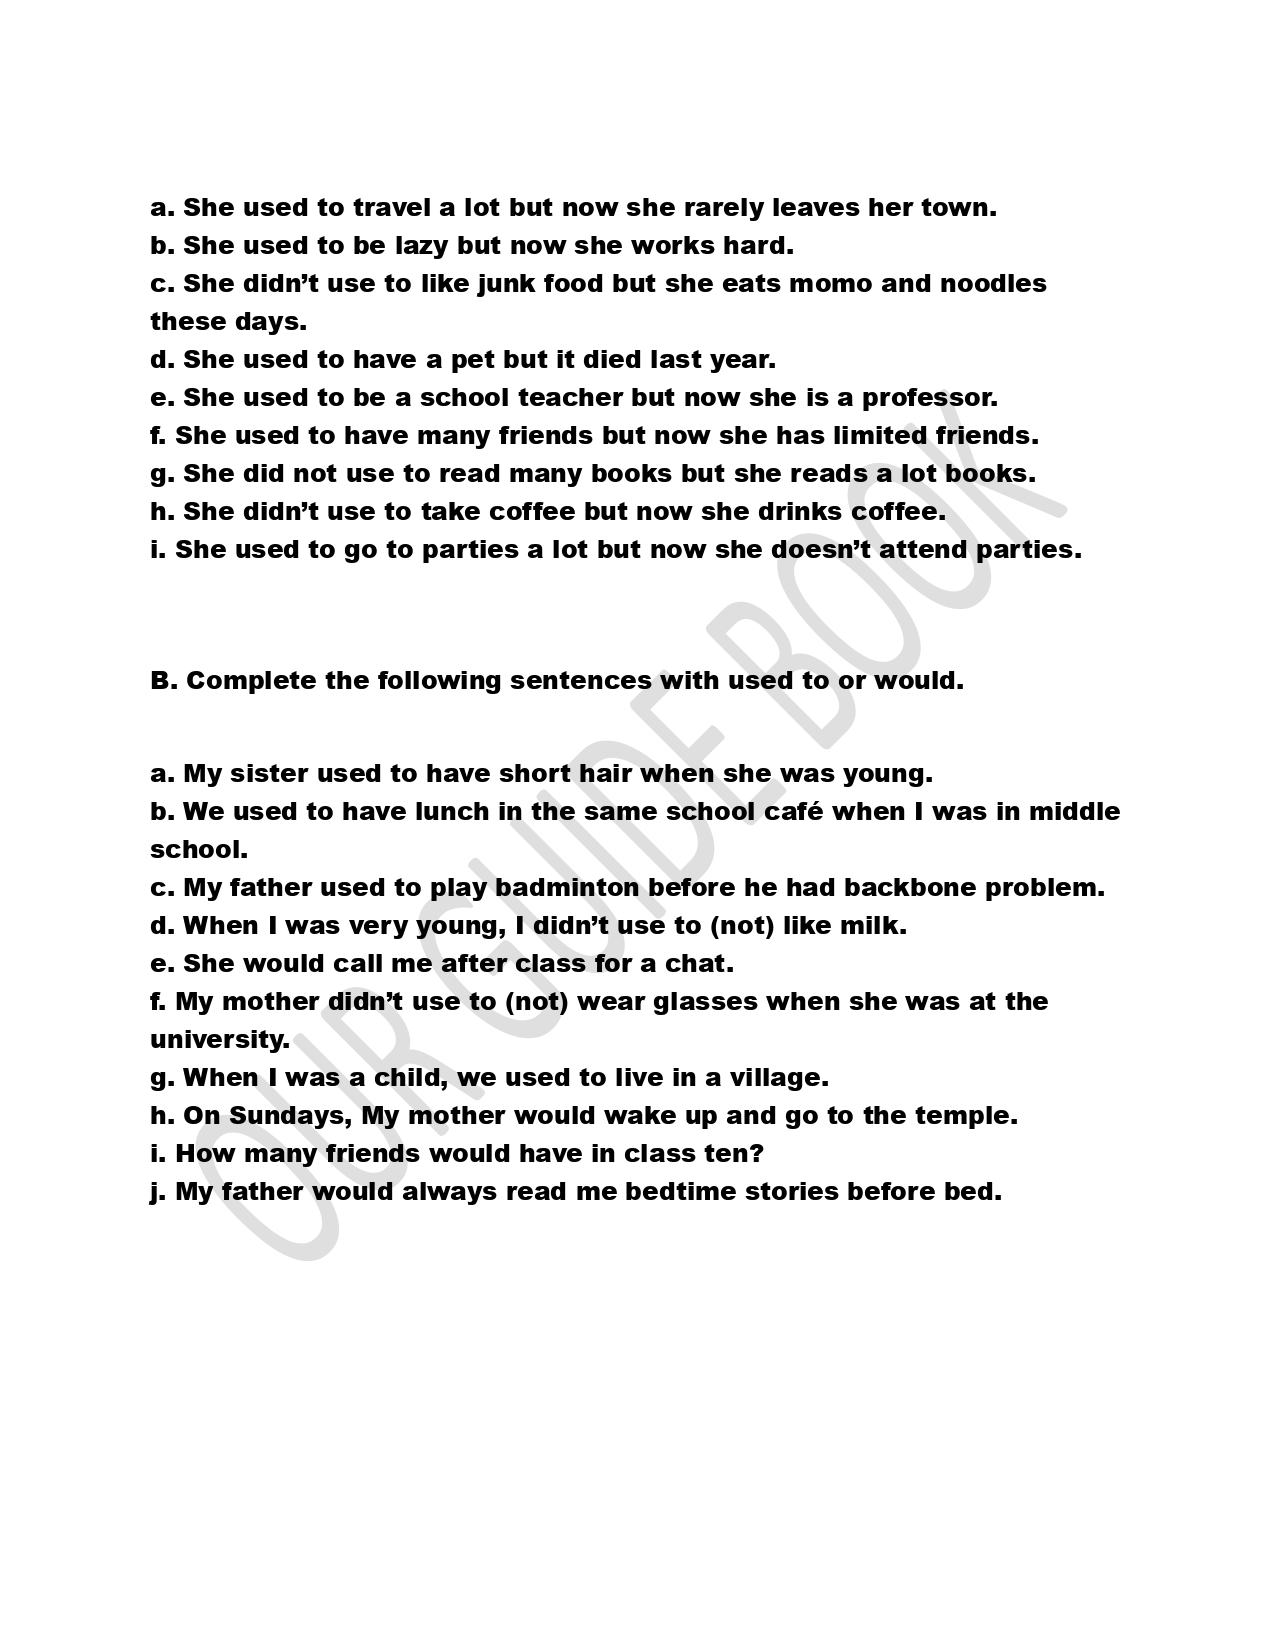 a. She used to travel a lot but now she rarely leaves her town.
b. She used to be lazy but now she works hard.
c. She didn’t use to like junk food but she eats momo and noodles
these days.
d. She used to have a pet but it died last year.
e. She used to be a school teacher but now she is a professor.
f. She used to have many friends but now she has limited friends.
g. She did not use to read many books but she reads a lot books.
h. She didn’t use to take coffee but now she drinks coffee.
i. She used to go to parties a lot but now she doesn’t attend parties.
B. Complete the following sentences with used to or would.
a. My sister used to have short hair when she was young.
b. We used to have lunch in the same school café when I was in middle
school.
c. My father used to play badminton before he had backbone problem.
d. When I was very young, I didn’t use to (not) like milk.
e. She would call me after class for a chat.
f. My mother didn’t use to (not) wear glasses when she was at the
university.
g. When I was a child, we used to live in a village.
h. On Sundays, My mother would wake up and go to the temple.
i. How many friends would have in class ten?
j. My father would always read me bedtime stories before bed.
OUR GUIDE BOOK